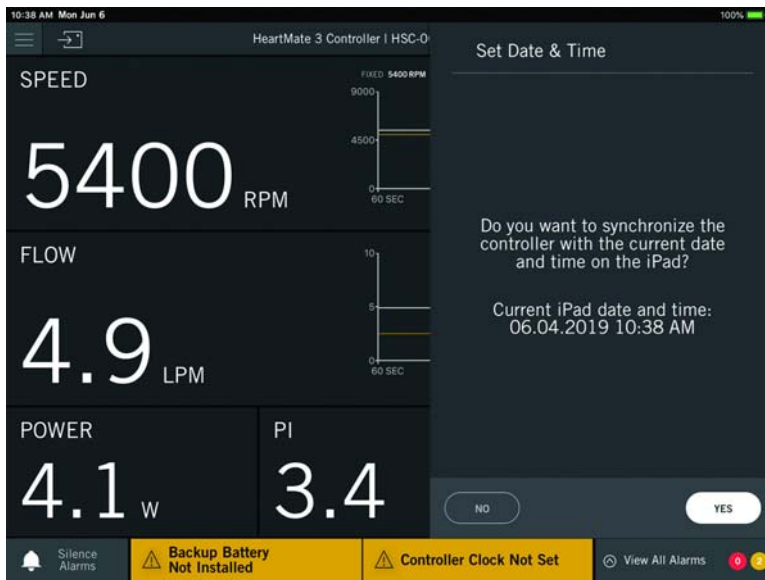 10:38 AM Mon Jun 6
100%
HeartMate 3 Controller | HSC-0
Set Date & Time
SPEED
FIXED 5400 RPM
9000
4500
0
60 SEC
5400 RPM
Do you want to synchronize the
controller with the current date
and time on the iPad?
Current iPad date and time:
06.04.2019 10:38 AM
FLOW
10
5
0
60 SEC
4.9 LPM
POWER
4.1 W
PI
3.4
NO
YES
Silence
Alarms
Backup Battery
Not Installed
Controller Clock Not Set
View All Alarms
0
2